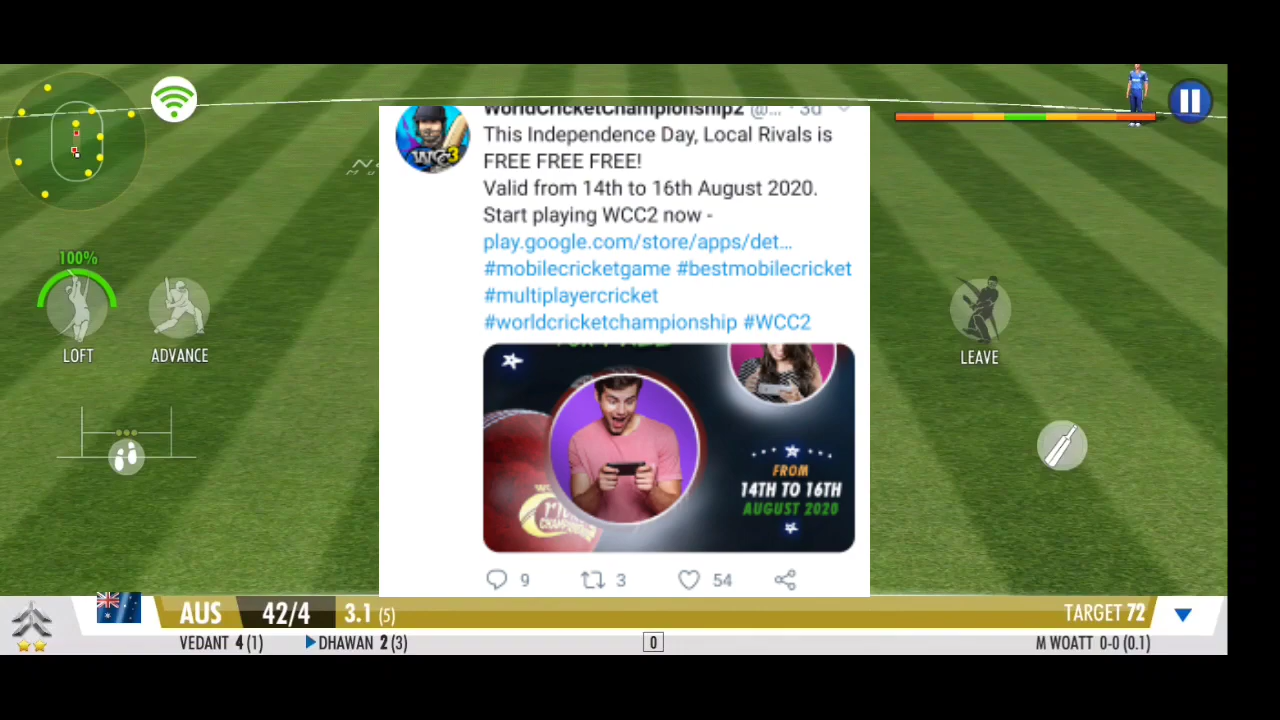 WorldCricketChampionship2 @... · 3d
This Independence Day, Local Rivals is
FREE FREE FREE!
Valid from 14th to 16th August 2020.
Start playing WCC2 now -
play.google.com/store/apps/det...
#mobilecricketgame #bestmobilecricket
#multiplayercricket
#worldcricketchampionship #WCC2
WCC3
FROM
14TH TO 16TH
AUGUST 2020
9 3 54
100%
LOFT ADVANCE LEAVE
AUS 42/4 3.1 (5) TARGET 72
VEDANT 4 (1) DHAWAN 2 (3) 0 M WOATT 0-0 (0.1)